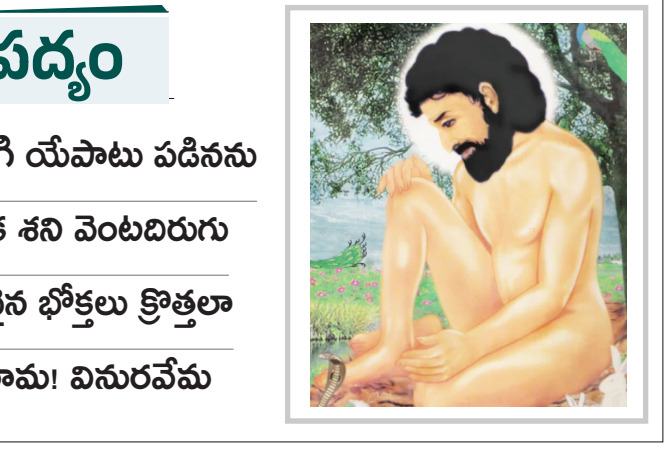 పద్యం
గి యేపాటు పడినను
క శని వెంటదిరుగు
లైన భోక్తలు క్రొత్తలా
రామ! వినురవేమ